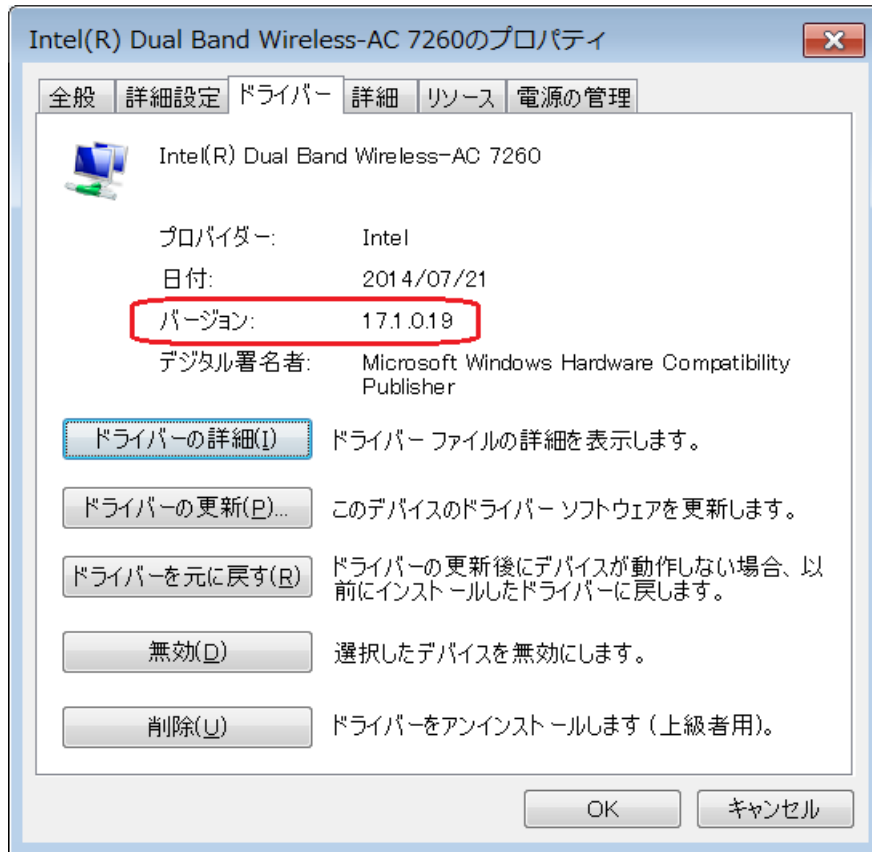 Intel(R) Dual Band Wireless-AC 7260のプロパティ
全般 詳細設定 ドライバー 詳細 リソース 電源の管理
Intel(R) Dual Band Wireless-AC 7260
プロバイダー: Intel
日付: 2014/07/21
バージョン: 17.1.0.19
デジタル署名者: Microsoft Windows Hardware Compatibility
Publisher
ドライバーの詳細(I) ドライバー ファイルの詳細を表示します。
ドライバーの更新(P)... このデバイスのドライバー ソフトウェアを更新します。
ドライバーを元に戻す(R) ドライバーの更新後にデバイスが動作しない場合、以
前にインストールしたドライバーに戻します。
無効(D) 選択したデバイスを無効にします。
削除(U) ドライバーをアンインストールします (上級者用)。
OK キャンセル